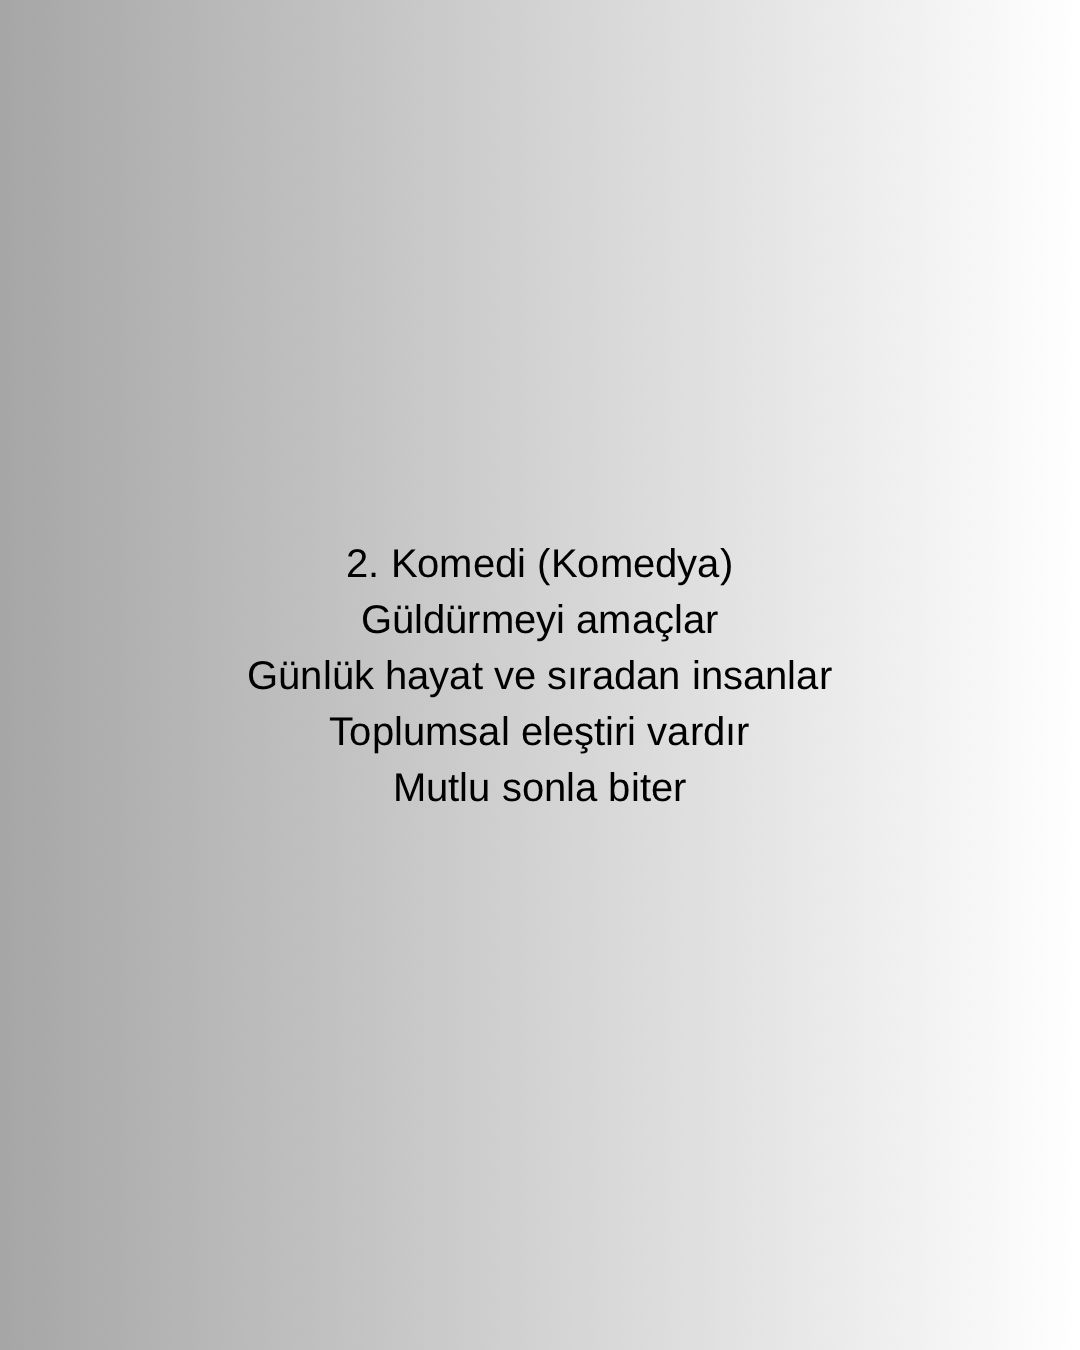 2. Komedi (Komedya)
Güldürmeyi amaçlar
Günlük hayat ve sıradan insanlar
Toplumsal eleştiri vardır
Mutlu sonla biter